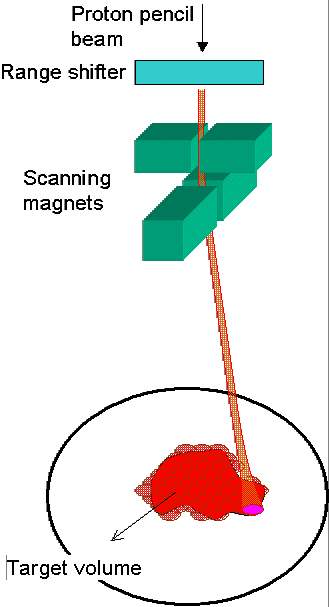 Proton pencil
beam
Range shifter
Scanning
magnets
Target volume